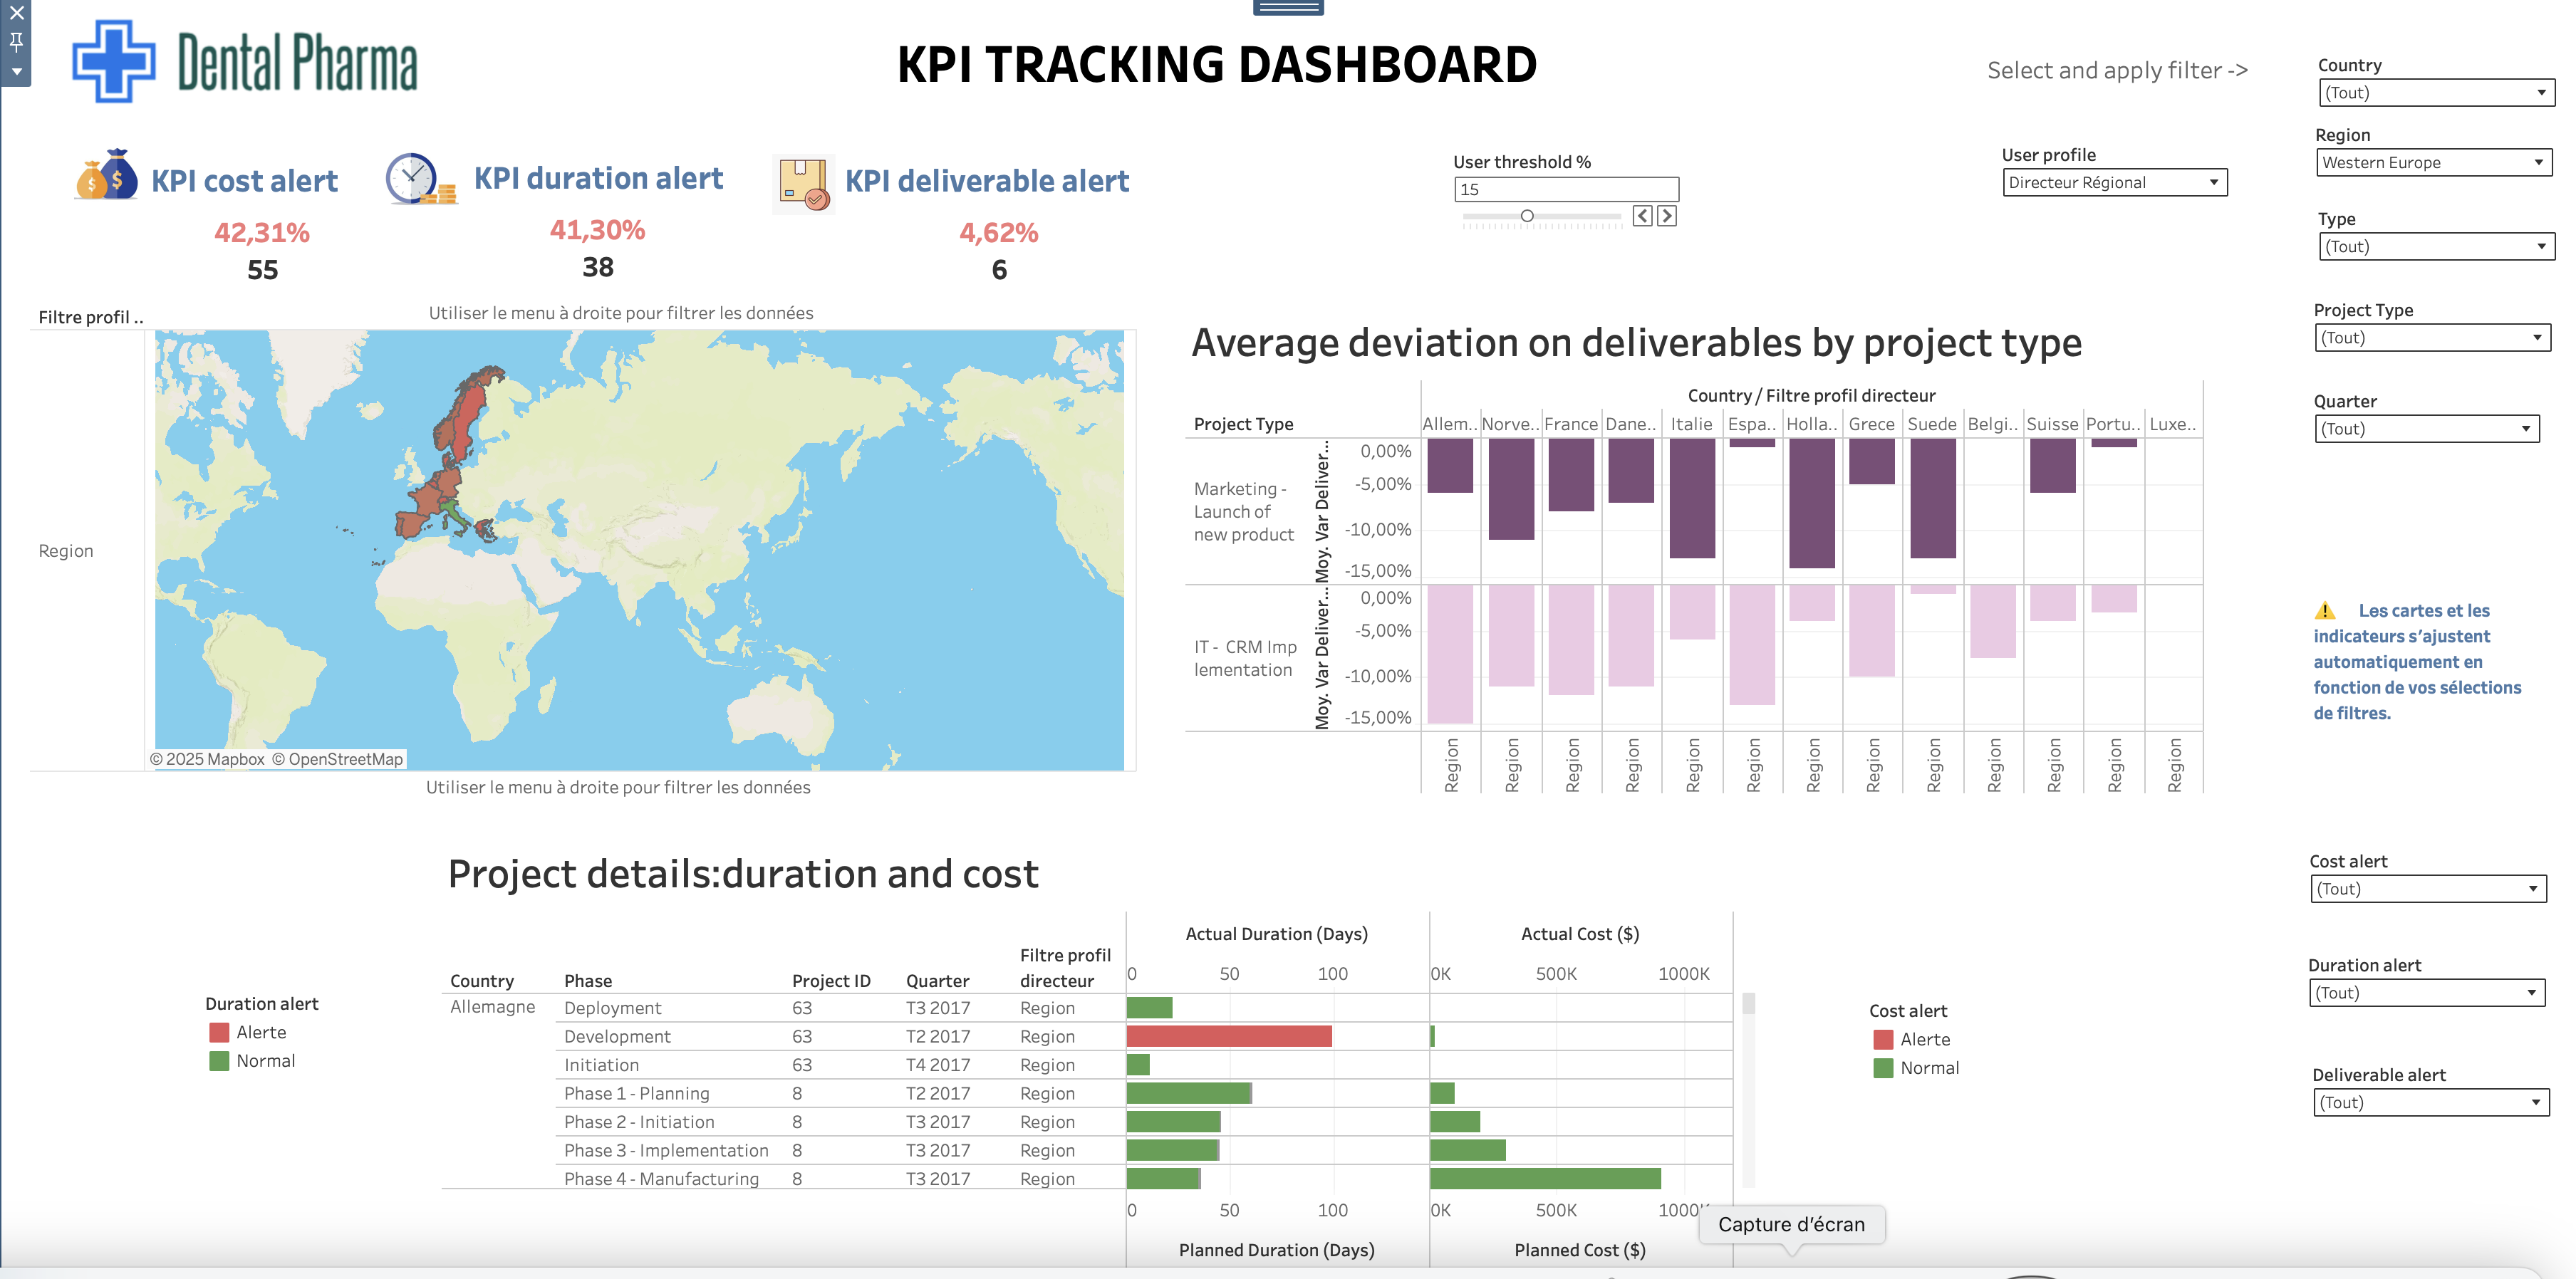 Dental Pharma
KPI TRACKING DASHBOARD
Select and apply filter ->
Country
(Tout)
Region
Western Europe
Type
(Tout)
Project Type
(Tout)
Quarter
(Tout)
User profile
Directeur Régional
User threshold %
15
KPI cost alert
42,31%
55
KPI duration alert
41,30%
38
KPI deliverable alert
4,62%
6
Filtre profil ..
Utiliser le menu à droite pour filtrer les données
Region
© 2025 Mapbox © OpenStreetMap
Utiliser le menu à droite pour filtrer les données
Average deviation on deliverables by project type
Country / Filtre profil directeur
Project Type
Allem.. Norve.. France Dane.. Italie Espa.. Holla.. Grece Suede Belgi.. Suisse Portu.. Luxe..
Marketing -
Launch of
new product
Moy. Var Deliver...
0,00%
-5,00%
-10,00%
-15,00%
IT - CRM Imp
lementation
Moy. Var Deliver...
0,00%
-5,00%
-10,00%
-15,00%
Region Region Region Region Region Region Region Region Region Region Region Region Region
Les cartes et les
indicateurs s’ajustent
automatiquement en
fonction de vos sélections
de filtres.
Project details:duration and cost
Duration alert
Alerte
Normal
Actual Duration (Days)
Actual Cost ($)
Country Phase Project ID Quarter Filtre profil
directeur
0 50 100 0K 500K 1000K
Allemagne Deployment 63 T3 2017 Region
Development 63 T2 2017 Region
Initiation 63 T4 2017 Region
Phase 1 - Planning 8 T2 2017 Region
Phase 2 - Initiation 8 T3 2017 Region
Phase 3 - Implementation 8 T3 2017 Region
Phase 4 - Manufacturing 8 T3 2017 Region
0 50 100 0K 500K 1000K
Planned Duration (Days)
Planned Cost ($)
Cost alert
Alerte
Normal
Capture d’écran
Cost alert
(Tout)
Duration alert
(Tout)
Deliverable alert
(Tout)